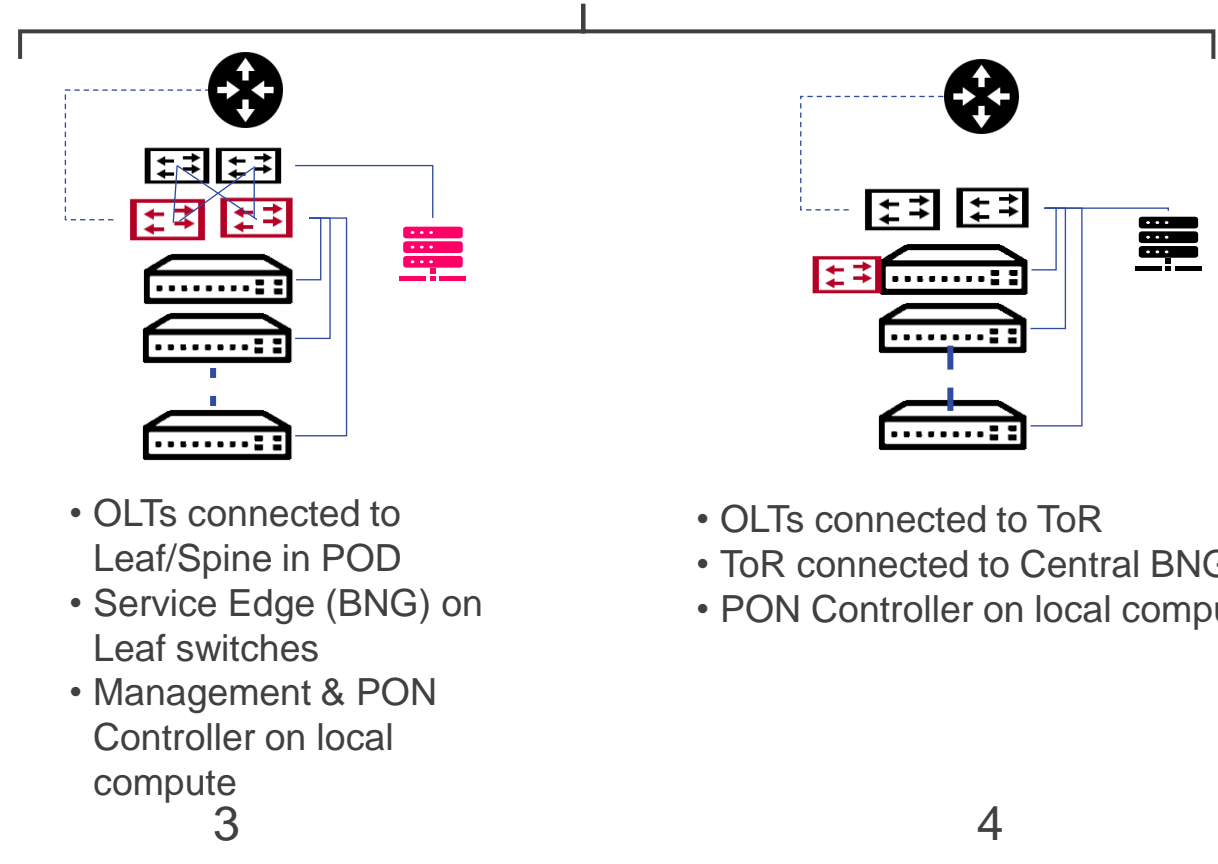 • OLTs connected to
Leaf/Spine in POD
• Service Edge (BNG) on
Leaf switches
• Management & PON
Controller on local
compute
3
• OLTs connected to ToR
• ToR connected to Central
• PON Controller on local
4